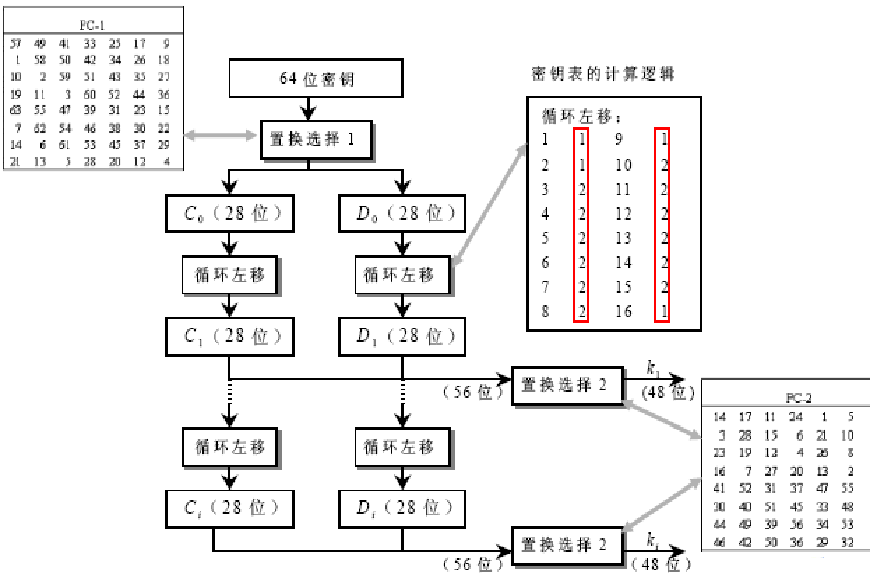 PC-1
57 49 41 33 25 17 9
1 58 50 42 34 26 18
10 2 59 51 43 35 27
19 11 3 60 52 44 36
63 55 47 39 31 23 15
7 62 54 46 38 30 22
14 6 61 53 45 37 29
21 13 5 28 20 12 4
64 位密钥
置换选择 1
C0（28 位）
D0（28 位）
循环左移
循环左移
C1（28 位）
D1（28 位）
密钥表的计算逻辑
循环左移：
1 1 9 1
2 1 10 2
3 2 11 2
4 2 12 2
5 2 13 2
6 2 14 2
7 2 15 2
8 2 16 1
（56 位）
置换选择 2
k1
(48 位)
循环左移
循环左移
Ci（28 位）
Di（28 位）
（56 位）
置换选择 2
ki
(48 位)
PC-2
14 17 11 24 1 5
3 28 15 6 21 10
23 19 12 4 26 8
16 7 27 20 13 2
41 52 31 37 47 55
30 40 51 45 33 48
44 49 39 56 34 53
46 42 50 36 29 32